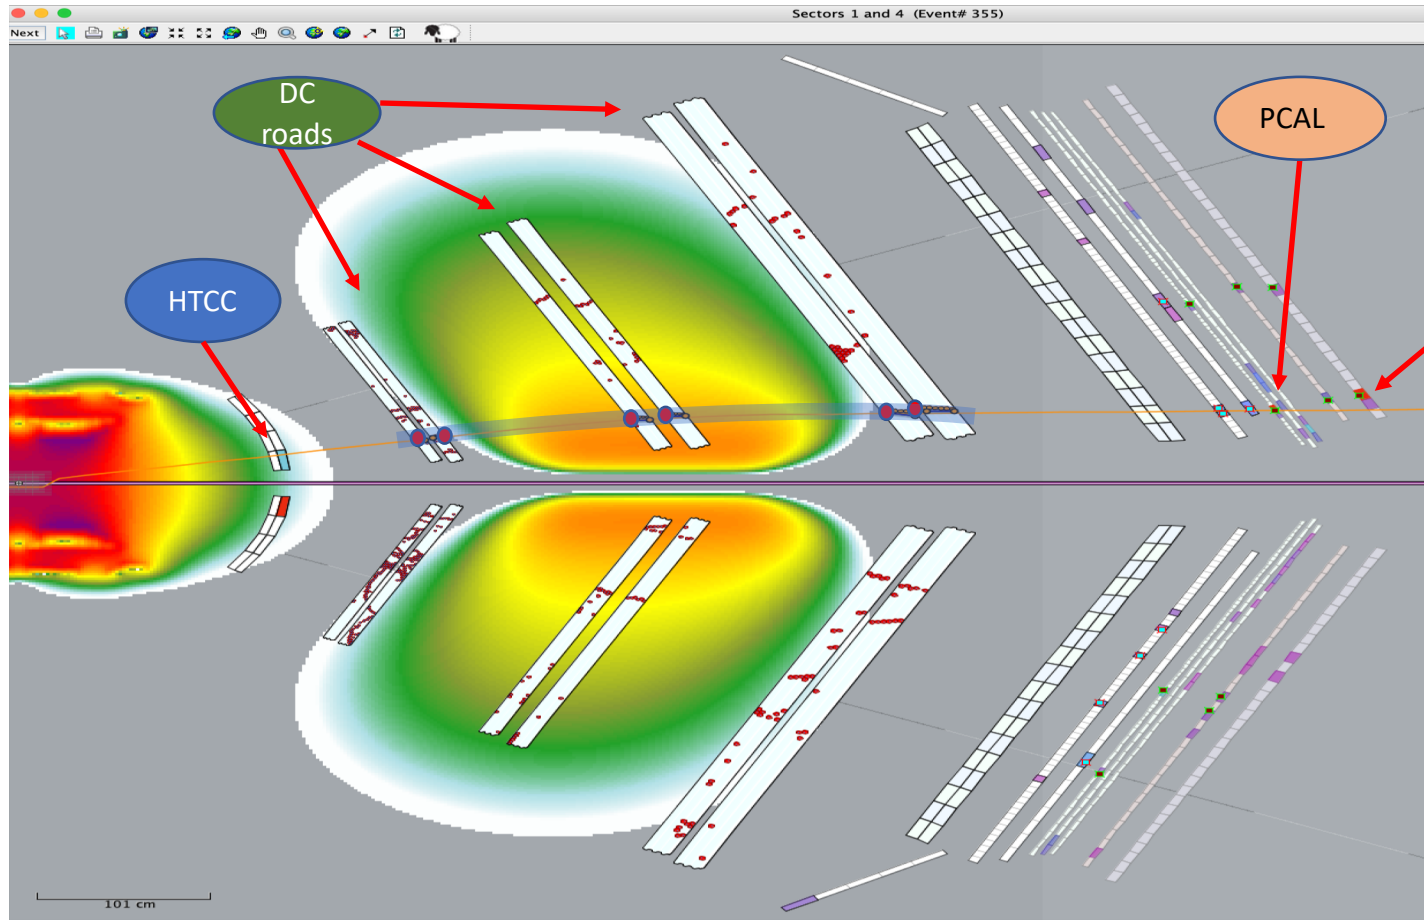 Sectors 1 and 4 (Event# 355)
Next
DC
roads
PCAL
HTCC
101 cm